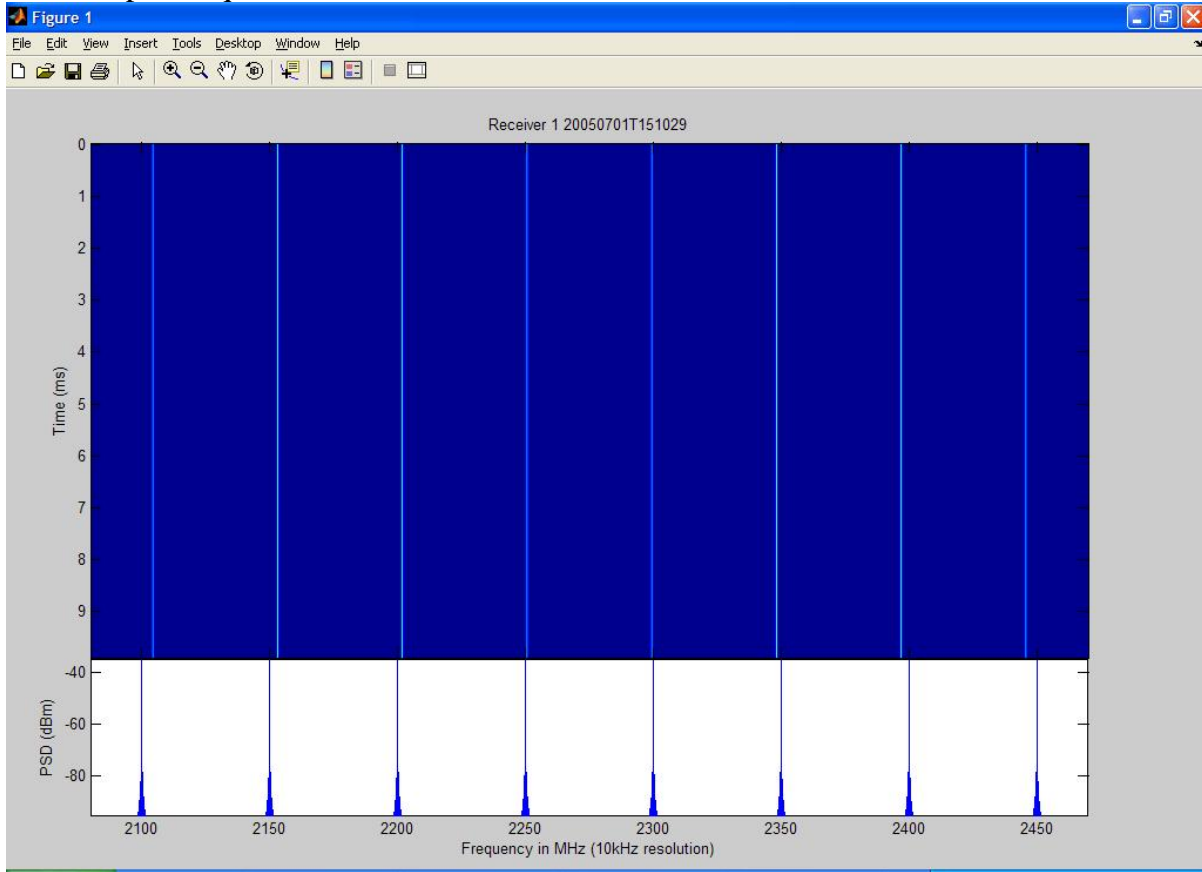 Figure 1
File Edit View Insert Tools Desktop Window Help
Receiver 1 20050701T151029
0
1
2
3
4
5
6
7
8
9
Time (ms)
-40
-60
-80
PSD (dBm)
2100 2150 2200 2250 2300 2350 2400 2450
Frequency in MHz (10kHz resolution)